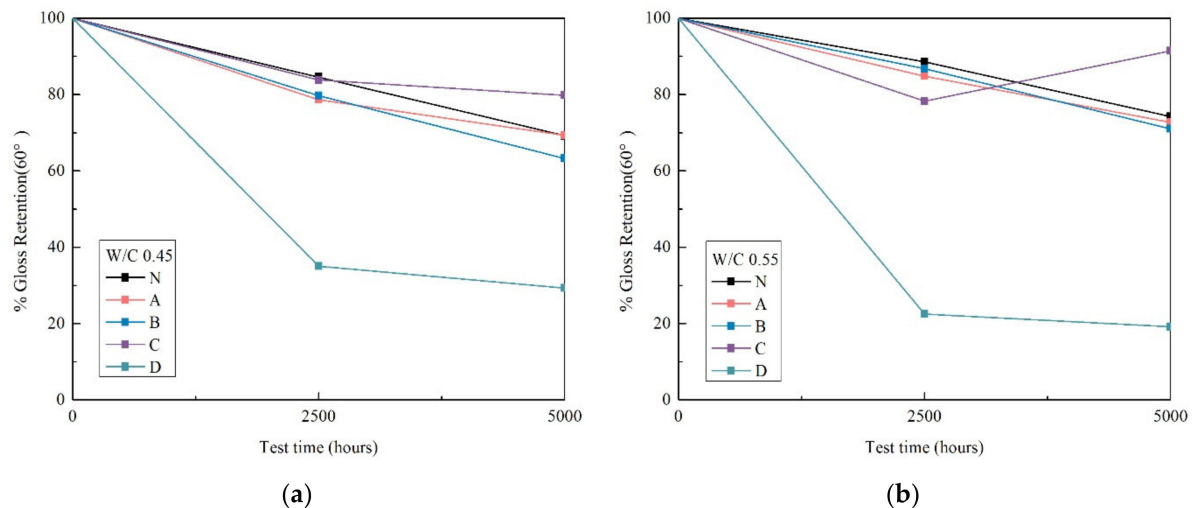 100
80
60
40
20
0
% Gloss Retention(60° )
W/C 0.45
N
A
B
C
D
0 2500 5000
Test time (hours)
(a)
100
80
60
40
20
0
% Gloss Retention(60° )
W/C 0.55
N
A
B
C
D
0 2500 5000
Test time (hours)
(b)